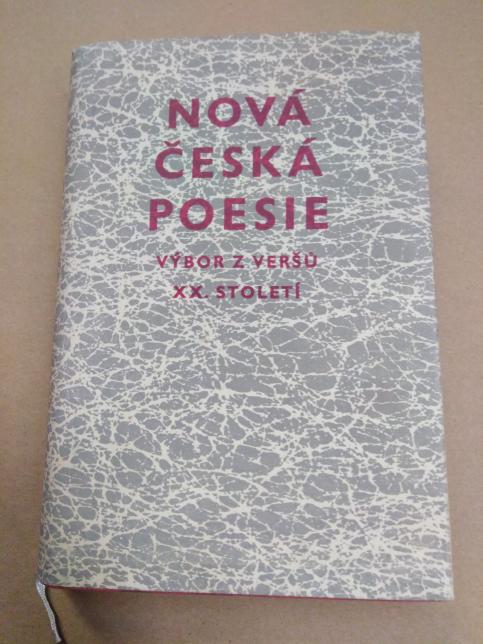 NOVÁ
ČESKÁ
POESIE
VÝBOR Z VERŠŮ
XX. STOLETÍ